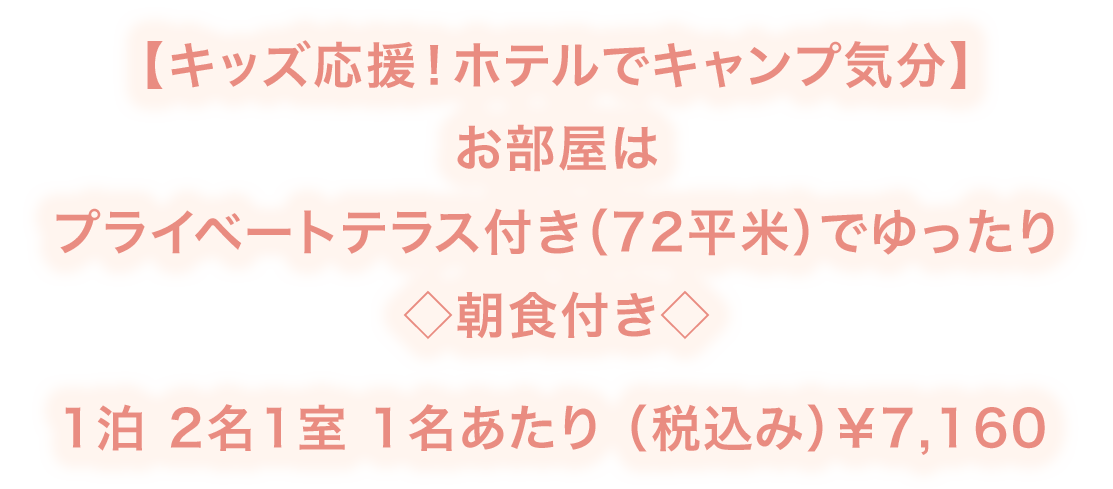 【キッズ応援！ホテルでキャンプ気分】
お部屋は
プライベートテラス付き（72平米）でゆったり
◇朝食付き◇
1泊 2名1室 1名あたり（税込み）¥7,160